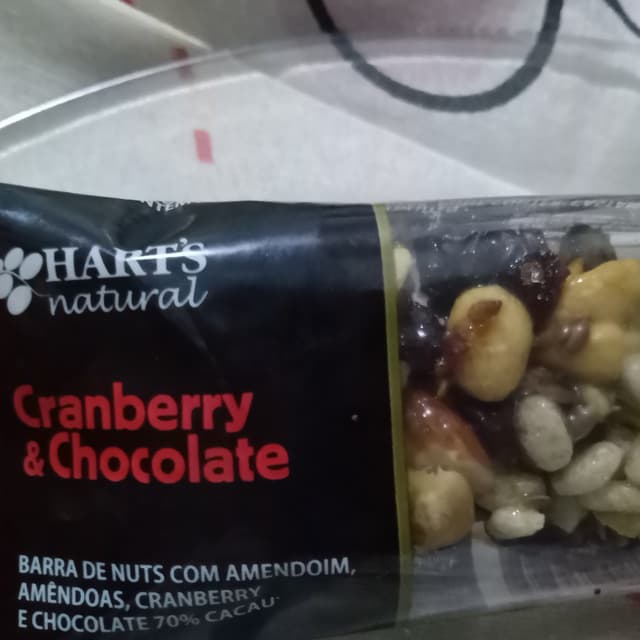 HART'S
natural
Cranberry
& Chocolate
BARRA DE NUTS COM AMENDOIM,
AMÊNDOAS, CRANBERRY
E CHOCOLATE 70% CACAU